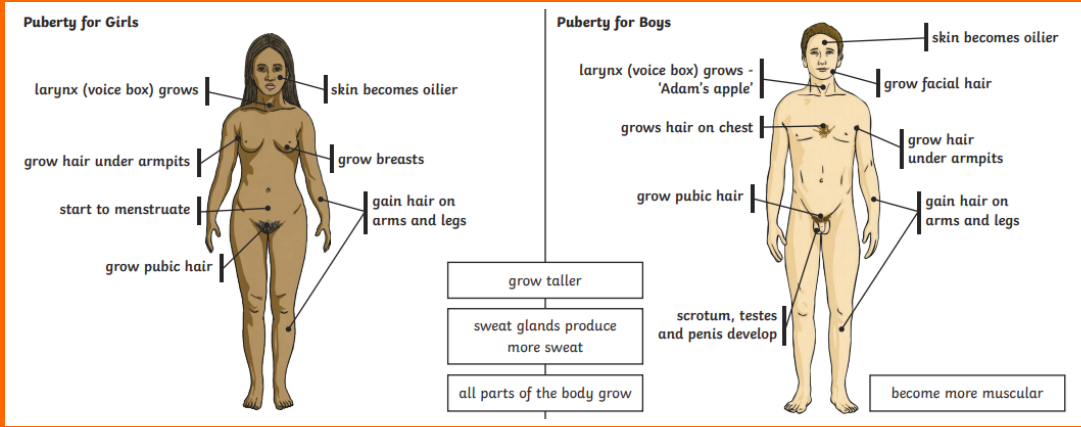 Puberty for Girls
larynx (voice box) grows
skin becomes oilier
grow hair under armpits
grow breasts
start to menstruate
gain hair on
arms and legs
grow pubic hair
grow taller
sweat glands produce
more sweat
all parts of the body grow
Puberty for Boys
skin becomes oilier
larynx (voice box) grows -
'Adam's apple'
grow facial hair
grows hair on chest
grow hair
under armpits
grow pubic hair
gain hair on
arms and legs
scrotum, testes
and penis develop
become more muscular